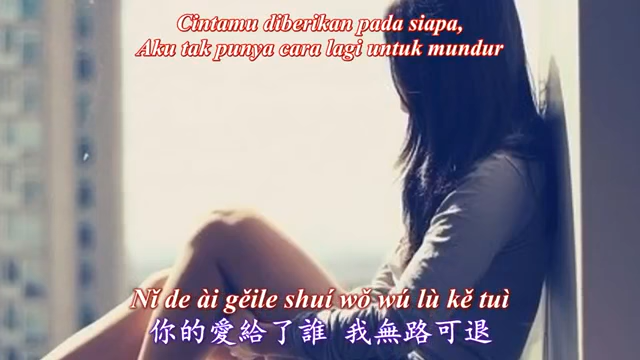 Cintamu diberikan pada siapa,
Aku tak punya cara lagi untuk mundur
Nǐ de ài gěile shuí wǒ wú lù kě tuì
你的愛給了誰 我無路可退